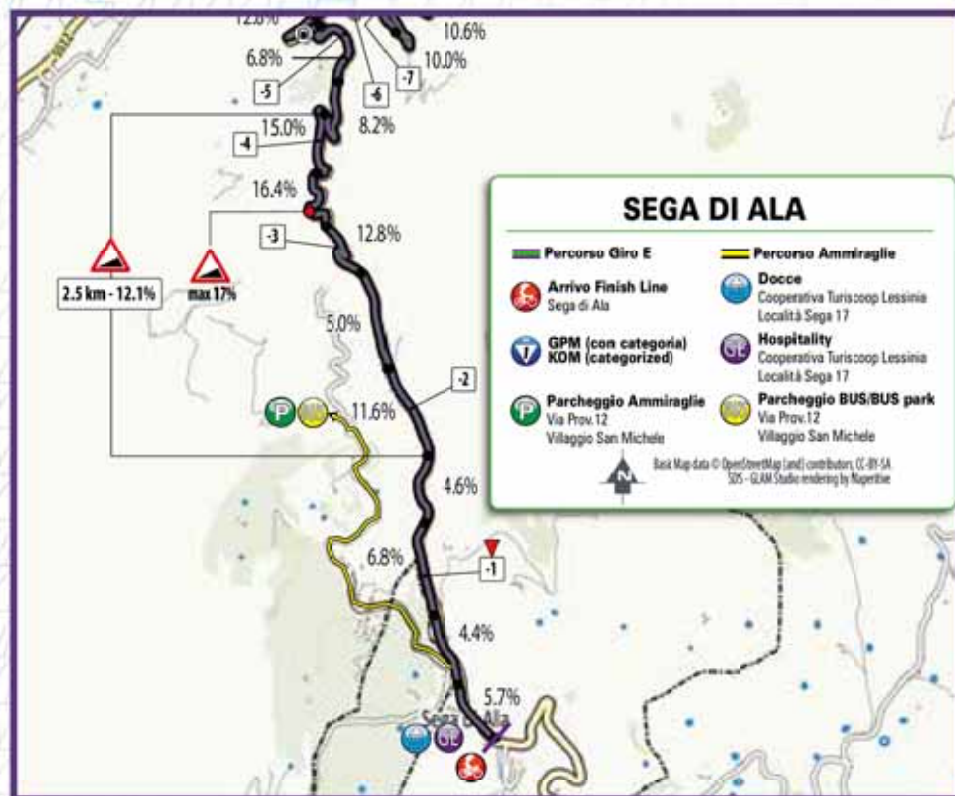 12.8%
10.6%
6.8%
-7
10.0%
-5
-6
15.0%
8.2%
-4
16.4%
-3
12.8%
2.5 km - 12.1%
max 17%
5.0%
-2
P
11.6%
4.6%
6.8%
-1
4.4%
5.7%
Sega Di Ala
GE
SEGA DI ALA
Percorso Giro E
Percorso Ammiraglie
Arrivo Finish Line
Sega di Ala
Docce
Cooperativa Turiscoop Lessinia
Località Sega 17
GPM (con categoria)
KOM (categorized)
GE
Hospitality
Cooperativa Turiscoop Lessinia
Località Sega 17
P
Parcheggio Ammiraglie
Via Prov.12
Villaggio San Michele
Parcheggio BUS/BUS park
Via Prov.12
Villaggio San Michele
N
Basik Map data © OpenStreetMap (and) contributors, CC-BY-SA
SDS - GLAM Studio rendering by Naperitive